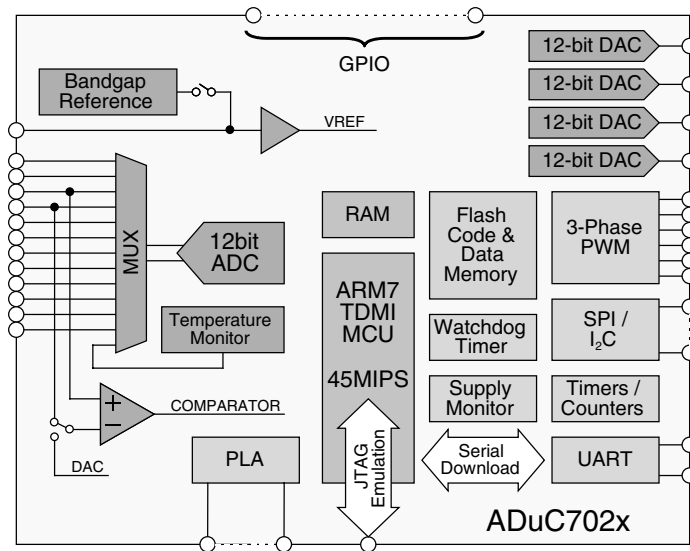 GPIO
12-bit DAC
12-bit DAC
12-bit DAC
12-bit DAC
Bandgap
Reference
VREF
MUX
12bit
ADC
Temperature
Monitor
RAM
ARM7
TDMI
MCU
45MIPS
Flash
Code &
Data
Memory
3-Phase
PWM
Watchdog
Timer
SPI /
I₂C
Supply
Monitor
Timers /
Counters
+
−
COMPARATOR
DAC
PLA
JTAG
Emulation
Serial
Download
UART
ADuC702x